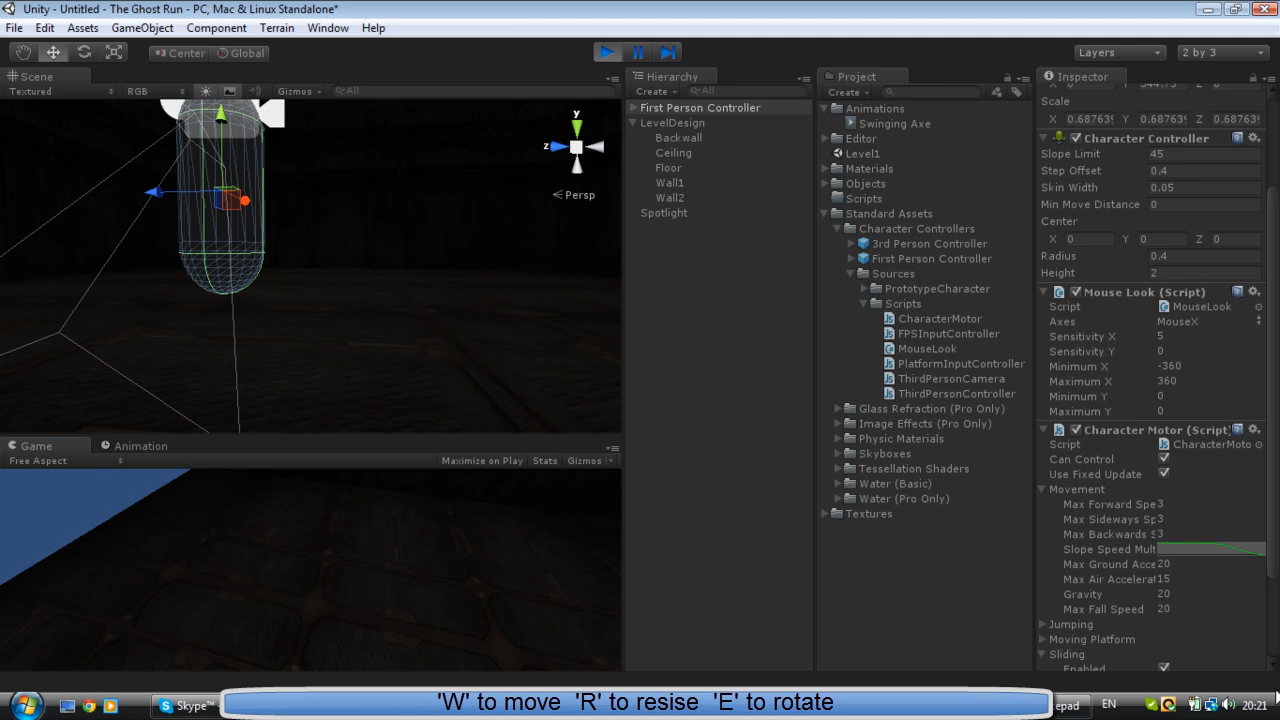 Unity - Untitled - The Ghost Run - PC, Mac & Linux Standalone*
File Edit Assets GameObject Component Terrain Window Help
Center Global Layers 2 by 3
Scene
Textured RGB Gizmos All
y
z
Persp
Game Animation
Free Aspect Maximize on Play Stats Gizmos
Hierarchy
Create All
First Person Controller
LevelDesign
Backwall
Ceiling
Floor
Wall1
Wall2
Spotlight
Project
Create
Animations
Swinging Axe
Editor
Level1
Materials
Objects
Scripts
Standard Assets
Character Controllers
3rd Person Controller
First Person Controller
Sources
PrototypeCharacter
Scripts
CharacterMotor
FPSInputController
MouseLook
PlatformInputController
ThirdPersonCamera
ThirdPersonController
Glass Refraction (Pro Only)
Image Effects (Pro Only)
Physic Materials
Skyboxes
Tessellation Shaders
Water (Basic)
Water (Pro Only)
Textures
Inspector
Scale
X 0.68763 Y 0.68763 Z 0.68763
Character Controller
Slope Limit 45
Step Offset 0.4
Skin Width 0.05
Min Move Distance 0
Center
X 0 Y 0 Z 0
Radius 0.4
Height 2
Mouse Look (Script)
Script MouseLook
Axes MouseX
Sensitivity X 5
Sensitivity Y 0
Minimum X -360
Maximum X 360
Minimum Y 0
Maximum Y 0
Character Motor (Script)
Script CharacterMoto
Can Control
Use Fixed Update
Movement
Max Forward Spe 3
Max Sideways Sp 3
Max Backwards S 3
Slope Speed Mult
Max Ground Acce 20
Max Air Accelerat 15
Gravity 20
Max Fall Speed 20
Jumping
Moving Platform
Sliding
Enabled
Skype™ 'W' to move 'R' to resise 'E' to rotate epad EN 20:21